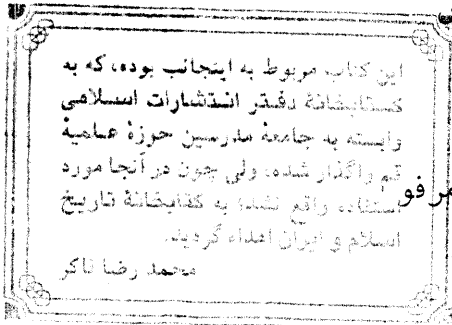 این کتاب مربوط به اینجانب بوده، که به
کتابخانهٔ دفتر انتشارات اسلامی
وابسته به جامعهٔ مدرسین حوزهٔ علمیهٔ
قم واگذار شده، ولی چون در آنجا مورد
استفاده واقع نشد؛ به کتابخانهٔ تاریخ
اسلام و ایران اهداء گردید.
محمد رضا
مرفو